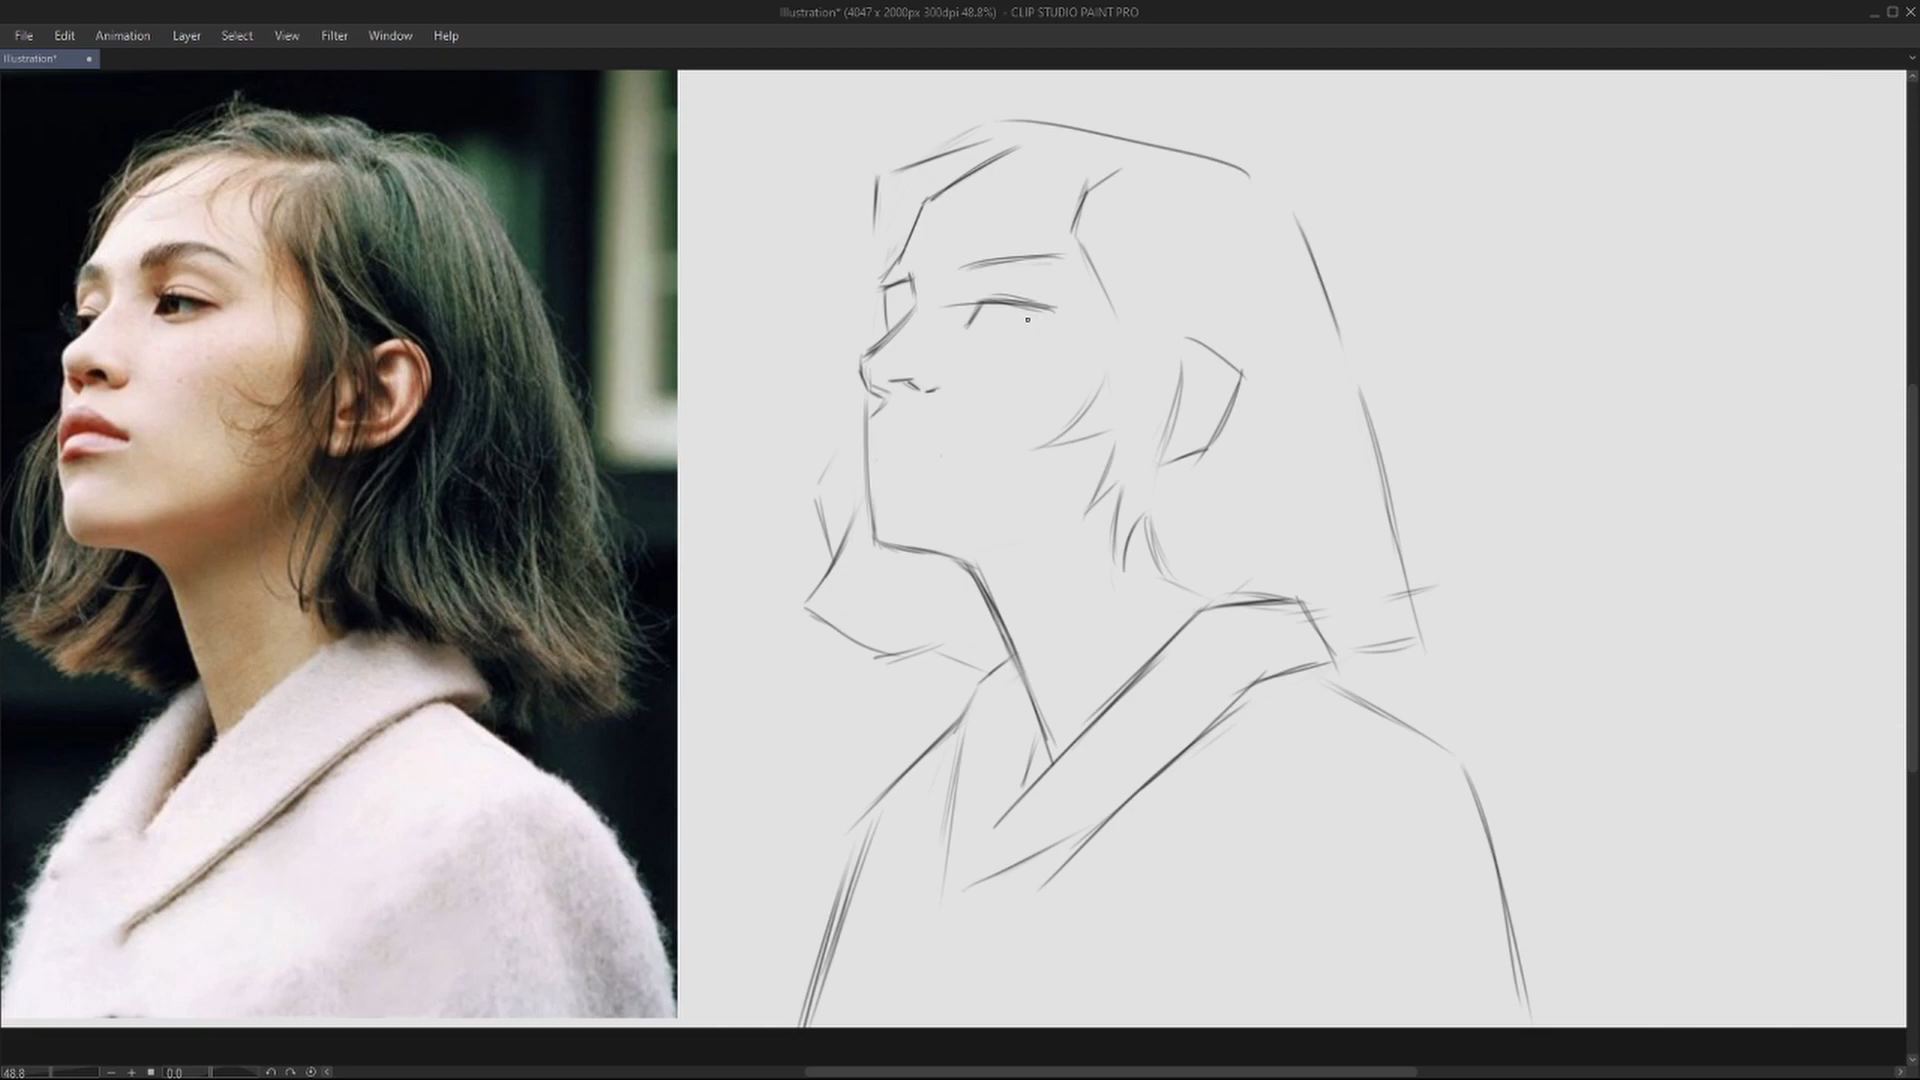 Illustration* (4047 x 2000px 300dpi 48.8%) - CLIP STUDIO PAINT PRO
File Edit Animation Layer Select View Filter Window Help
Illustration*
48.8 0.0